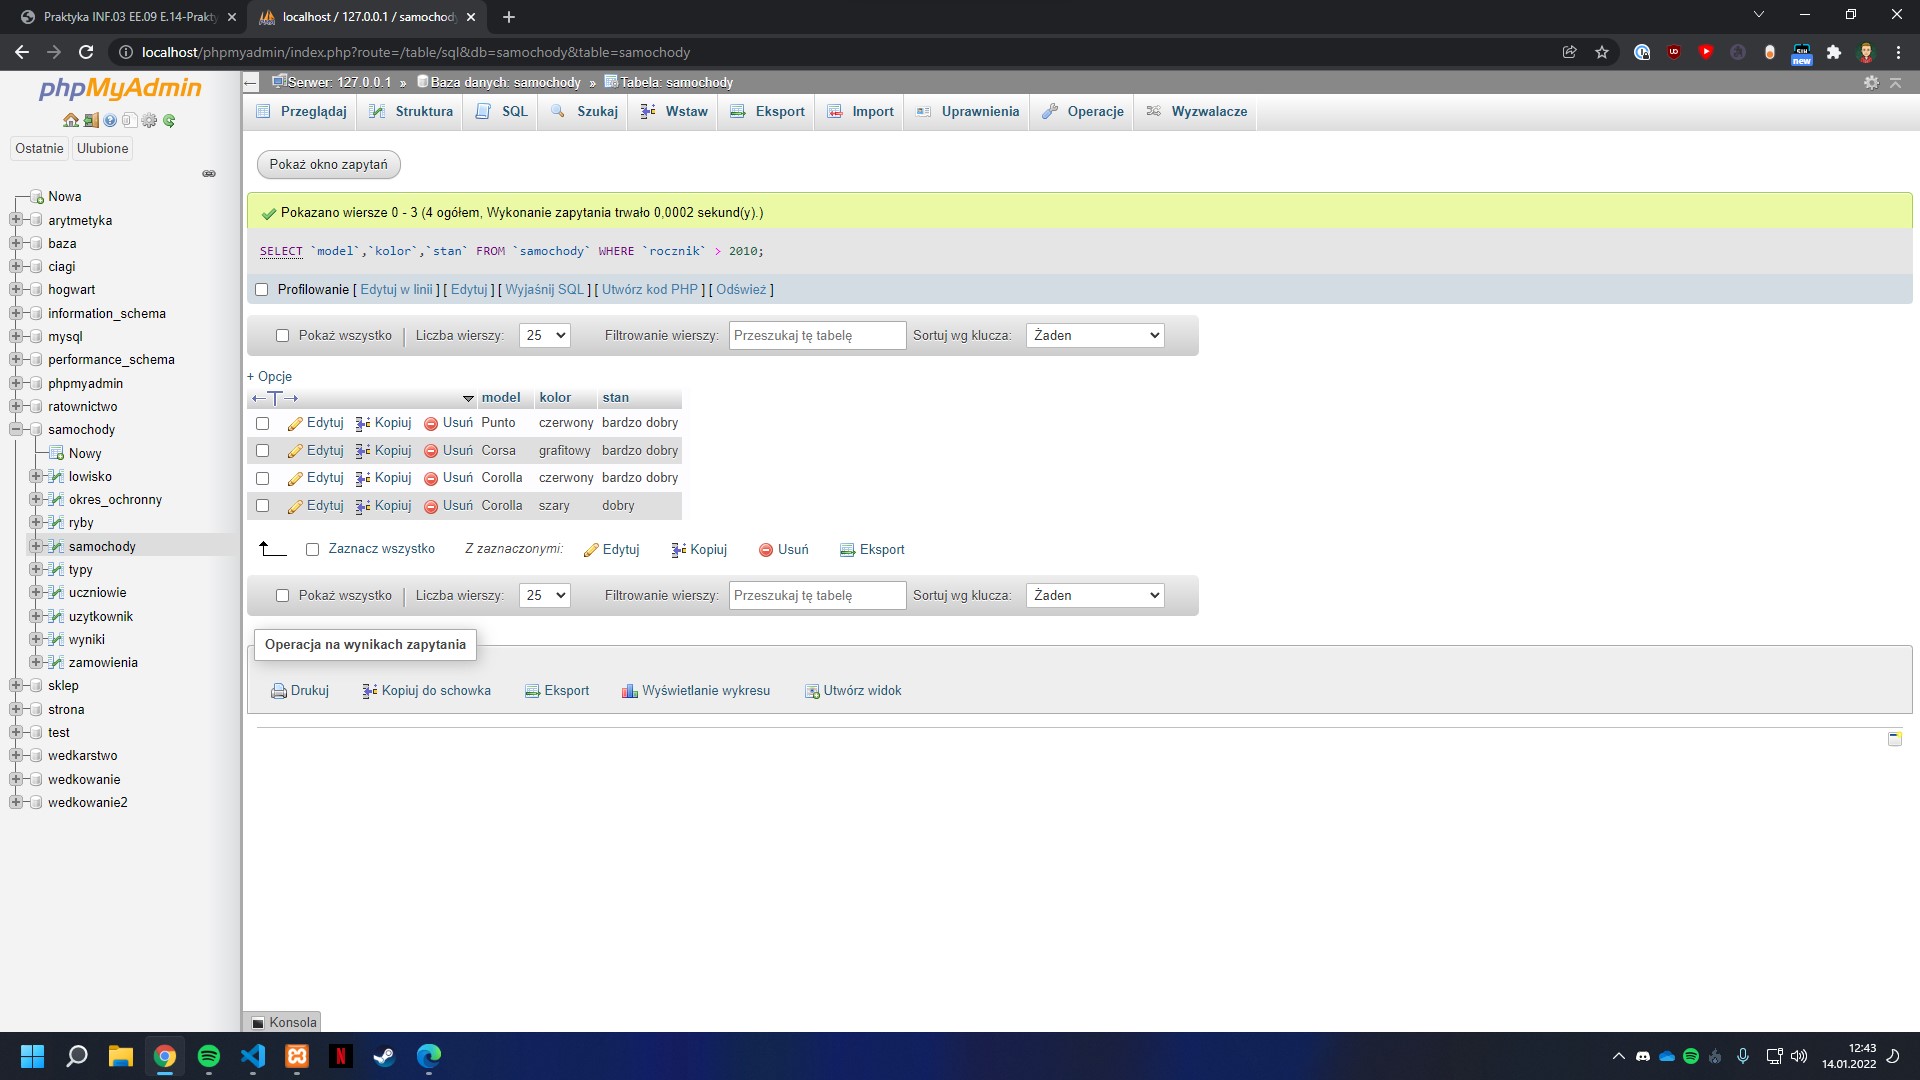 Praktyka INF.03 EE.09 E.14-Prakty
localhost / 127.0.0.1 / samochody
localhost/phpmyadmin/index.php?route=/table/sql&db=samochody&table=samochody
new
phpMyAdmin
Ostatnie
Ulubione
Nowa
arytmetyka
baza
ciagi
hogwart
information_schema
mysql
performance_schema
phpmyadmin
ratownictwo
samochody
Nowy
lowisko
okres_ochronny
ryby
samochody
typy
uczniowie
uzytkownik
wyniki
zamowienia
sklep
strona
test
wedkarstwo
wedkowanie
wedkowanie2
Serwer: 127.0.0.1 » Baza danych: samochody » Tabela: samochody
Przeglądaj Struktura SQL Szukaj Wstaw Eksport Import Uprawnienia Operacje Wyzwalacze
Pokaż okno zapytań
Pokazano wiersze 0 - 3 (4 ogółem, Wykonanie zapytania trwało 0,0002 sekund(y).)
SELECT `model`,`kolor`,`stan` FROM `samochody` WHERE `rocznik` > 2010;
Profilowanie [ Edytuj w linii ] [ Edytuj ] [ Wyjaśnij SQL ] [ Utwórz kod PHP ] [ Odśwież ]
Pokaż wszystko | Liczba wierszy: 25 Filtrowanie wierszy: Przeszukaj tę tabelę Sortuj wg klucza: Żaden
+ Opcje
←T→ model kolor stan
Edytuj Kopiuj Usuń Punto czerwony bardzo dobry
Edytuj Kopiuj Usuń Corsa grafitowy bardzo dobry
Edytuj Kopiuj Usuń Corolla czerwony bardzo dobry
Edytuj Kopiuj Usuń Corolla szary dobry
Zaznacz wszystko Z zaznaczonymi: Edytuj Kopiuj Usuń Eksport
Pokaż wszystko | Liczba wierszy: 25 Filtrowanie wierszy: Przeszukaj tę tabelę Sortuj wg klucza: Żaden
Operacja na wynikach zapytania
Drukuj Kopiuj do schowka Eksport Wyświetlanie wykresu Utwórz widok
Konsola
12:43
14.01.2022